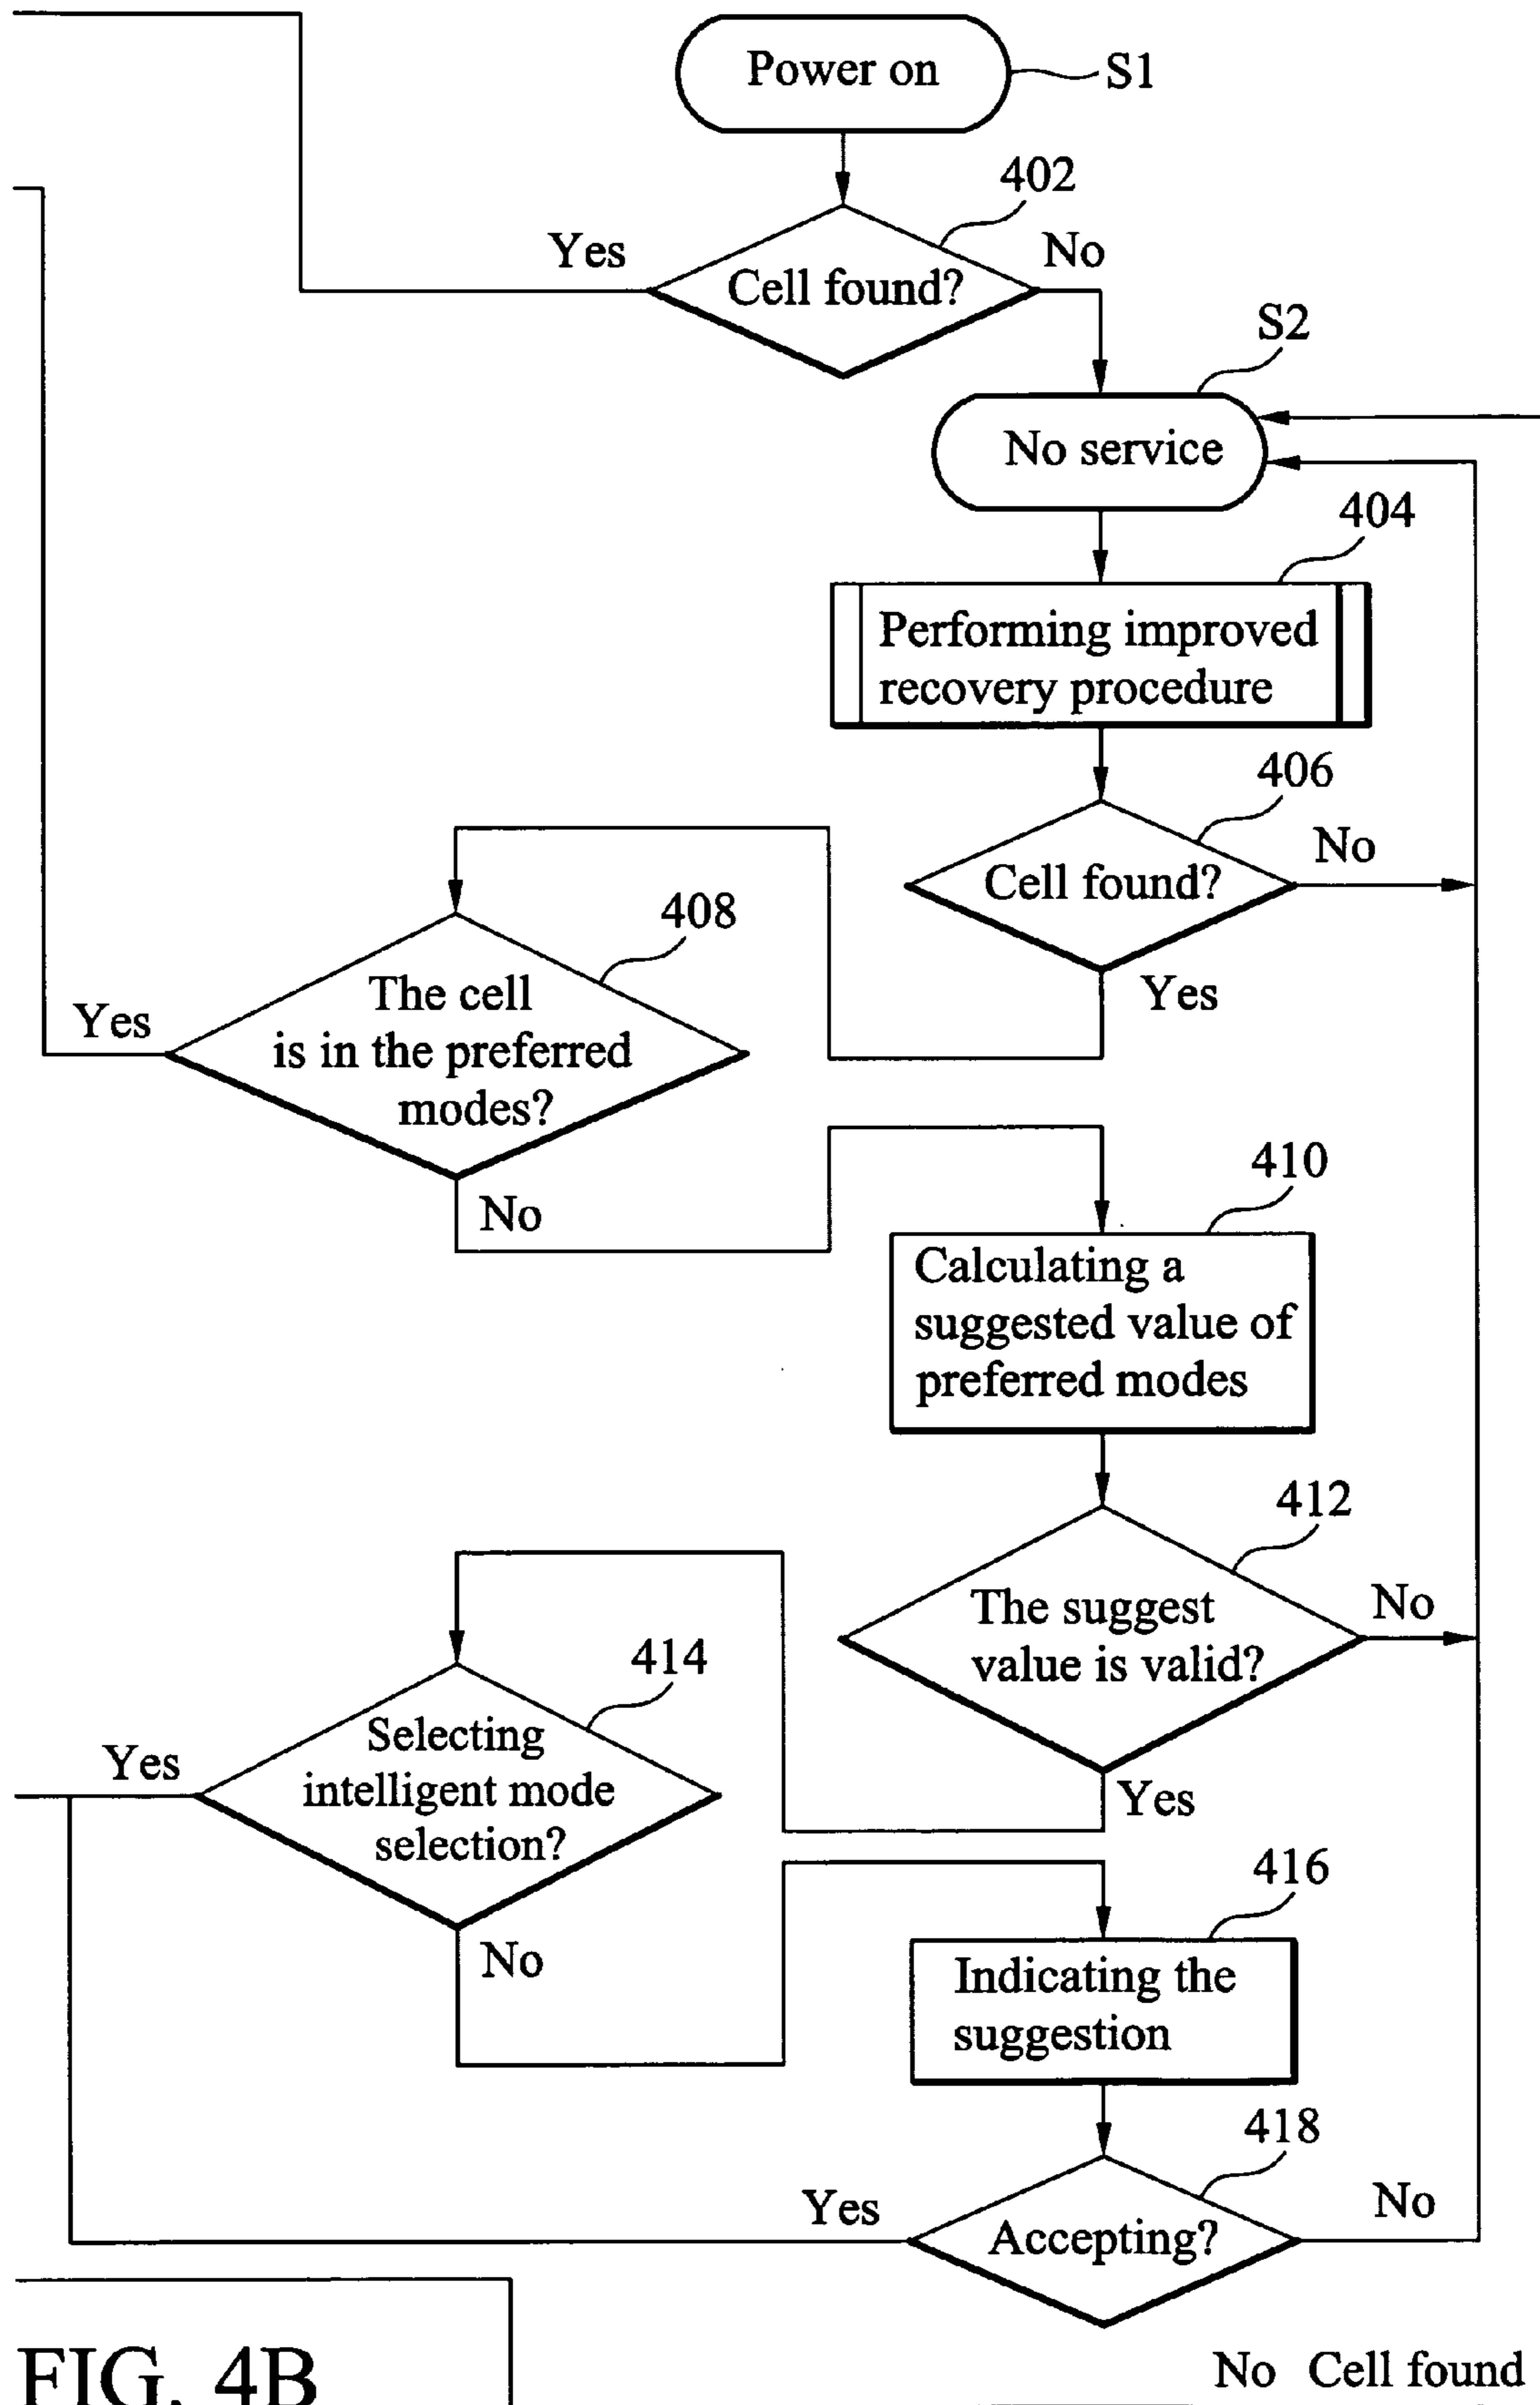 Power on
S1
402
Yes
No
Cell found?
S2
No service
404
Performing improved
recovery procedure
406
No
Cell found?
408
Yes
The cell
Yes
is in the preferred
modes?
No
410
Calculating a
suggested value of
preferred modes
412
The suggest
No
value is valid?
414
Selecting
Yes
intelligent mode
Yes
selection?
416
No
Indicating the
suggestion
418
Yes
No
Accepting?
FIG. 4B
No Cell found